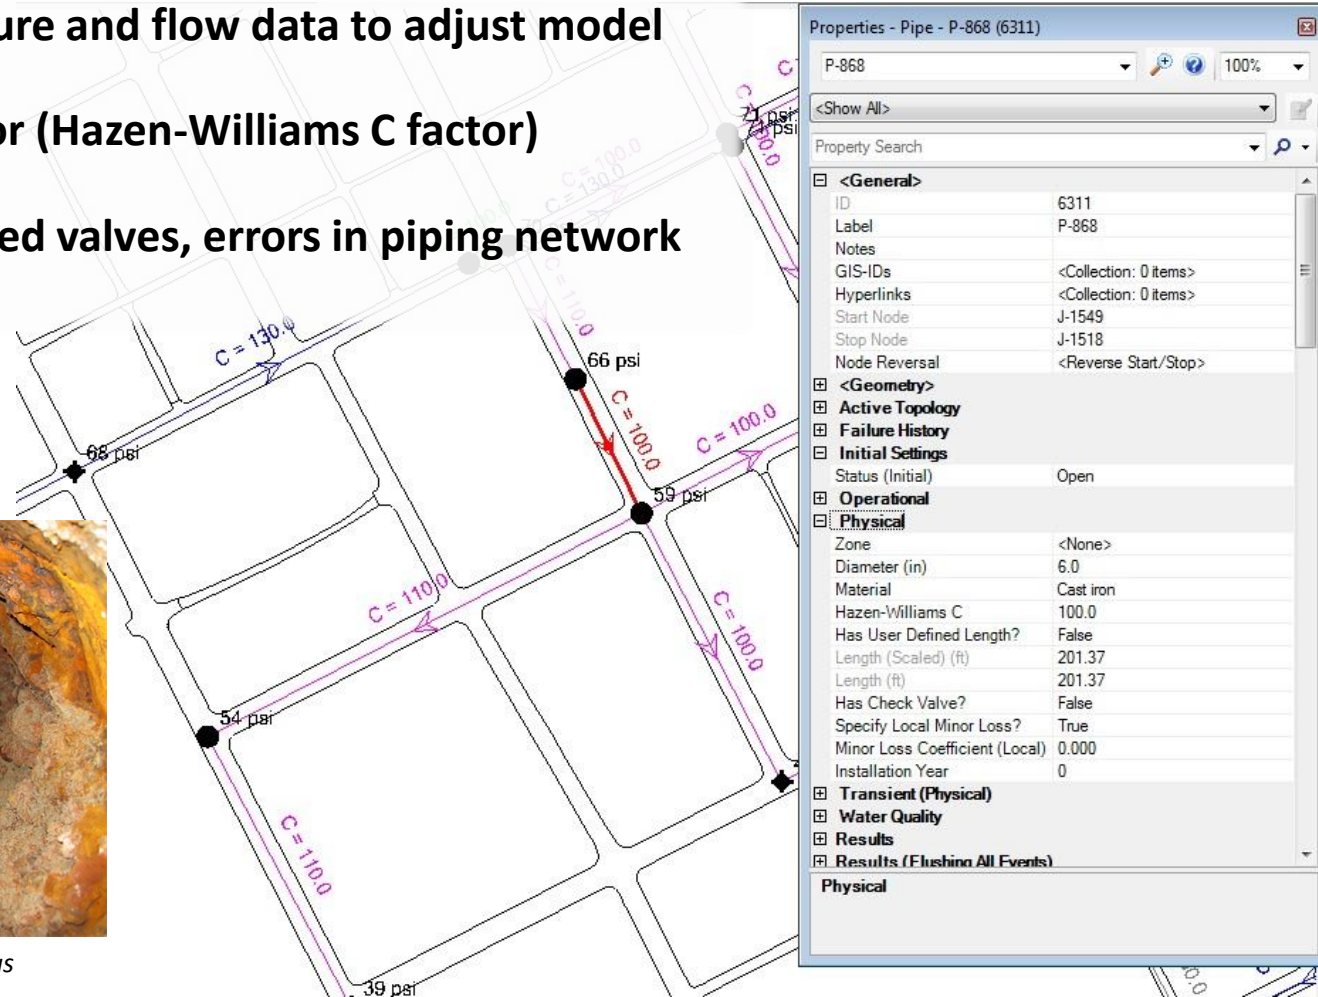 ure and flow data to adjust model
or (Hazen-Williams C factor)
ed valves, errors in piping network
71 psi
C = 100.0
C = 130.0
C = 110.0
C = 130.0
66 psi
C = 100.0
C = 100.0
68 psi
59 psi
C = 110.0
C = 100.0
54 psi
C = 110.0
39 psi
us
Properties - Pipe - P-868 (6311)
P-868
100%
<Show All>
Property Search
<General>
ID 6311
Label P-868
Notes
GIS-IDs <Collection: 0 items>
Hyperlinks <Collection: 0 items>
Start Node J-1549
Stop Node J-1518
Node Reversal <Reverse Start/Stop>
<Geometry>
Active Topology
Failure History
Initial Settings
Status (Initial) Open
Operational
Physical
Zone <None>
Diameter (in) 6.0
Material Cast iron
Hazen-Williams C 100.0
Has User Defined Length? False
Length (Scaled) (ft) 201.37
Length (ft) 201.37
Has Check Valve? False
Specify Local Minor Loss? True
Minor Loss Coefficient (Local) 0.000
Installation Year 0
Transient (Physical)
Water Quality
Results
Results (Flushing All Events)
Physical